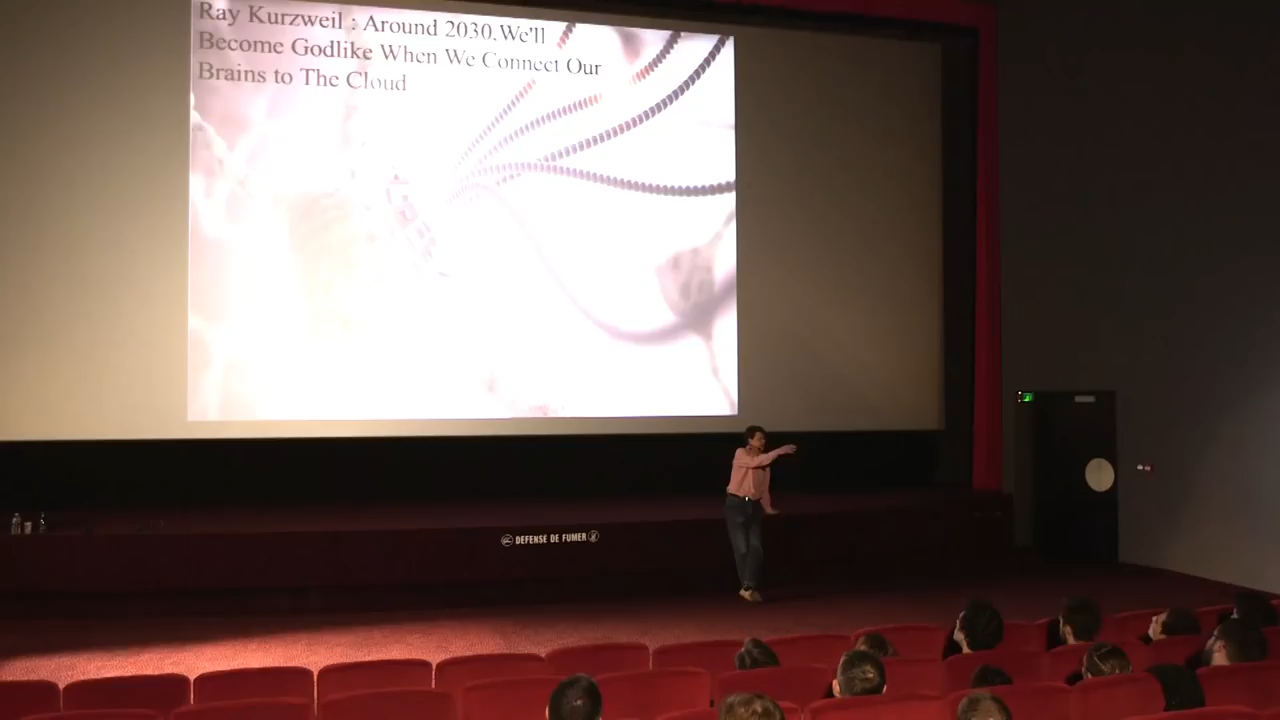 Ray Kurzweil : Around 2030.We'll
Become Godlike When We Connect Our
Brains to The Cloud
DEFENSE DE FUMER